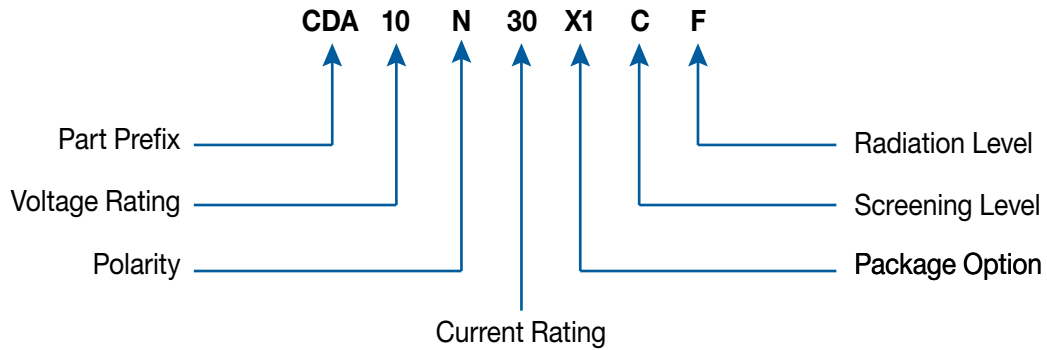 CDA 10 N 30 X1 C F
Part Prefix
Radiation Level
Voltage Rating
Screening Level
Polarity
Package Option
Current Rating